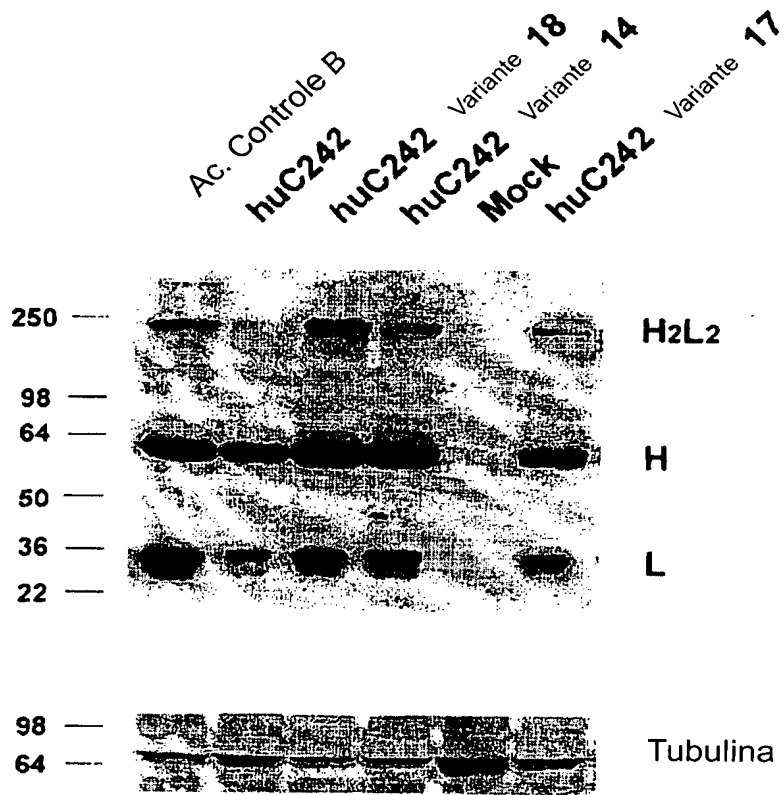 Ac. Controle B
huC242
huC242 Variante 18
huC242 Variante 14
Mock
huC242 Variante 17
250
H2L2
98
64
H
50
36
L
22
98
Tubulina
64